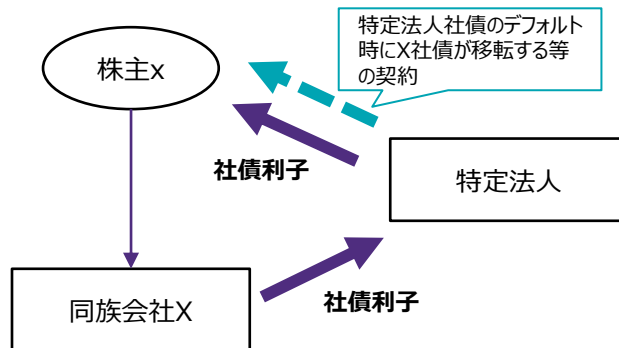 特定法人社債のデフォルト
時にX社債が移転する等
の契約
株主x
社債利子
特定法人
同族会社X
社債利子